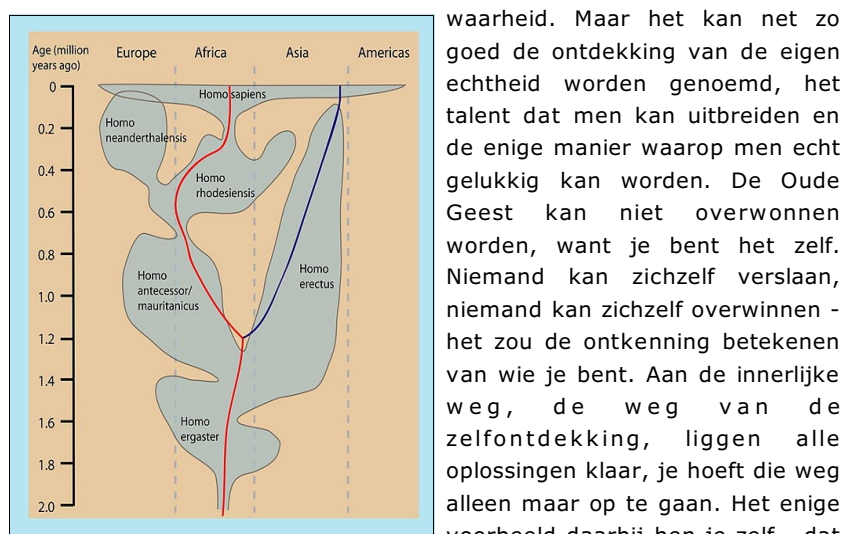 Age (million
years ago)
Europe
Africa
Asia
Americas
0
0.2
0.4
0.6
0.8
1.0
1.2
1.4
1.6
1.8
2.0
Homo sapiens
Homo
neanderthalensis
Homo
rhodesiensis
Homo
antecessor/
mauritanicus
Homo
erectus
Homo
ergaster
waarheid. Maar het kan net zo
goed de ontdekking van de eigen
echtheid worden genoemd, het
talent dat men kan uitbreiden en
de enige manier waarop men echt
gelukkig kan worden. De Oude
Geest kan niet overwonnen
worden, want je bent het zelf.
Niemand kan zichzelf verslaan,
niemand kan zichzelf overwinnen -
het zou de ontkenning betekenen
van wie je bent. Aan de innerlijke
weg, de weg van de
zelfontdekking, liggen alle
oplossingen klaar, je hoeft die weg
alleen maar op te gaan. Het enige
voorbeeld daarbij ben je zelf - dat